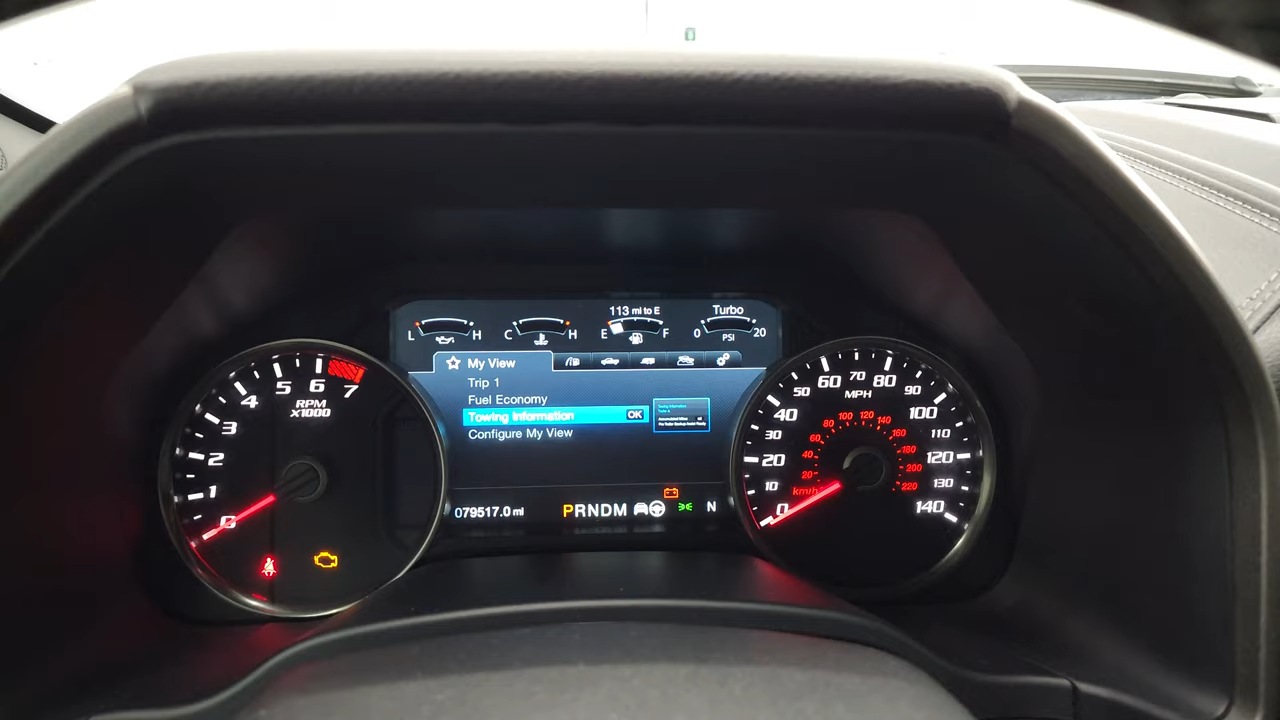 113 mi to E
Turbo
L H C H E F 0 20
PSI
My View
Trip 1
Fuel Economy
Towing Information OK
Configure My View
079517.0 mi
PRNDM
N
RPM
x1000
0
1
2
3
4
5
6
7
MPH
0
10
20
30
40
50
60
70
80
90
100
110
120
130
140
km/h
20
40
60
80
100
120
140
160
180
200
220